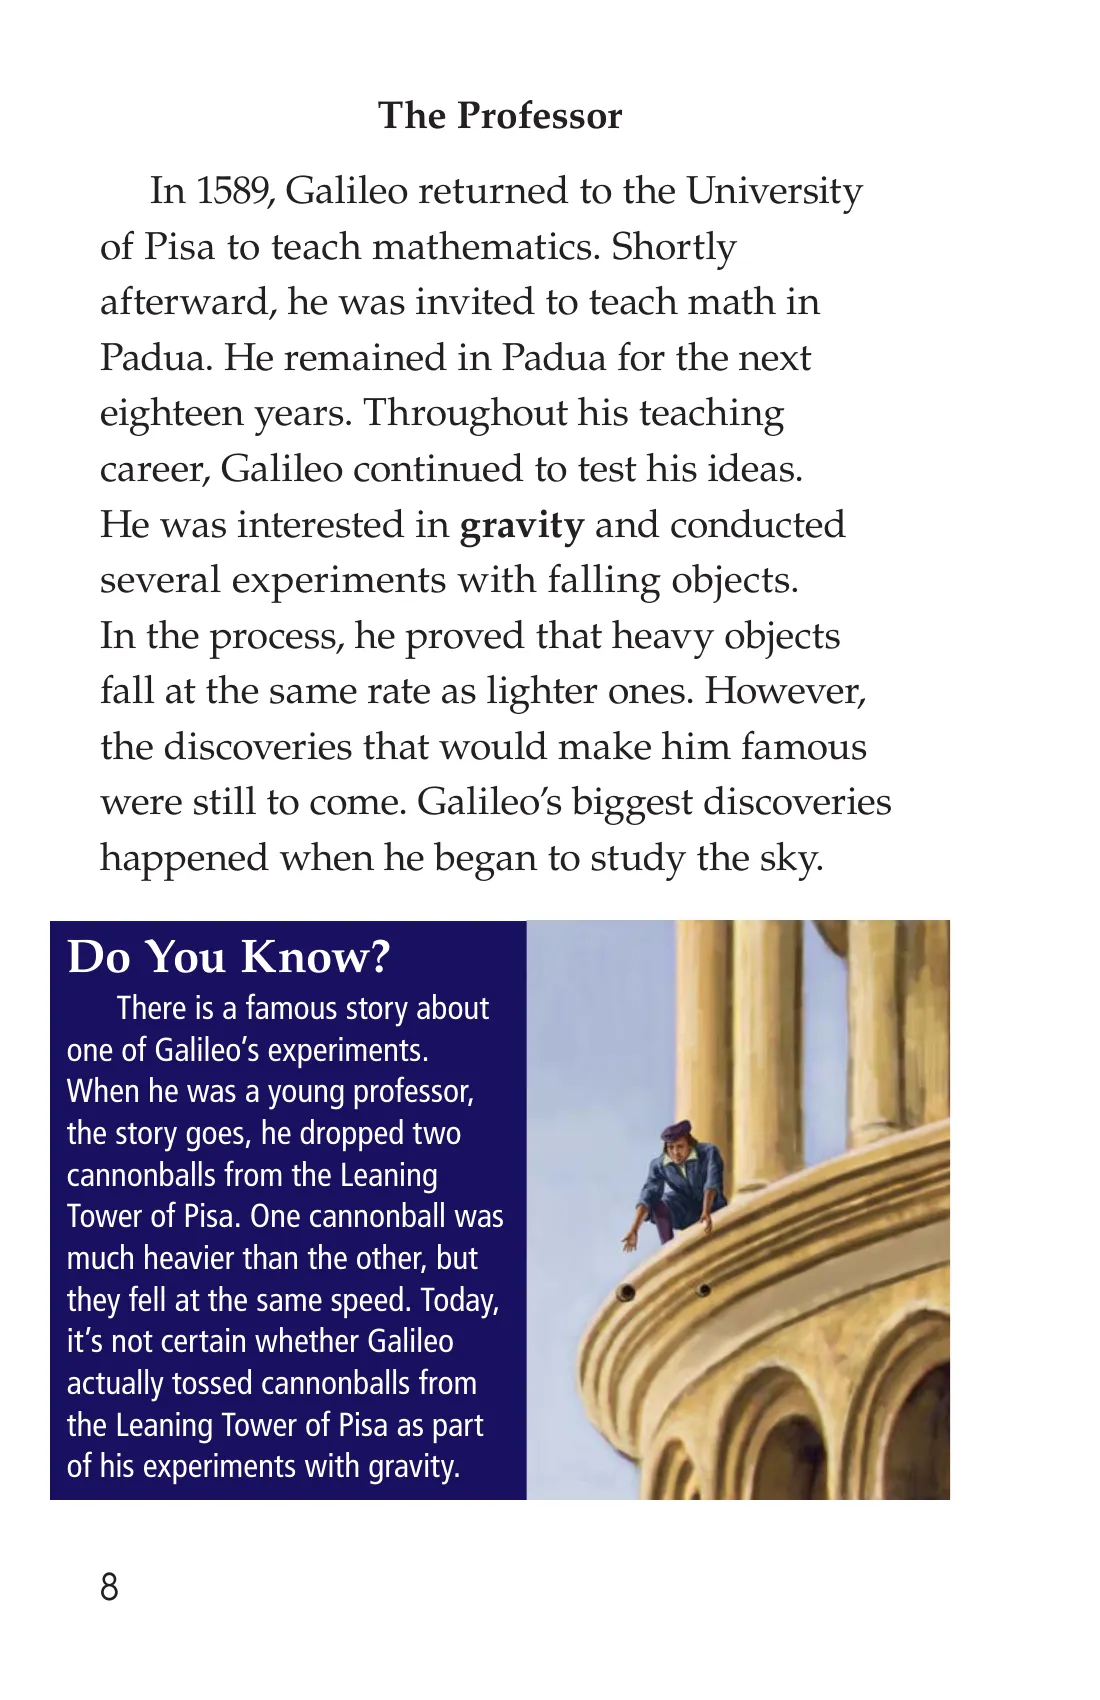 The Professor
In 1589, Galileo returned to the University
of Pisa to teach mathematics. Shortly
afterward, he was invited to teach math in
Padua. He remained in Padua for the next
eighteen years. Throughout his teaching
career, Galileo continued to test his ideas.
He was interested in gravity and conducted
several experiments with falling objects.
In the process, he proved that heavy objects
fall at the same rate as lighter ones. However,
the discoveries that would make him famous
were still to come. Galileo’s biggest discoveries
happened when he began to study the sky.
Do You Know?
There is a famous story about
one of Galileo’s experiments.
When he was a young professor,
the story goes, he dropped two
cannonballs from the Leaning
Tower of Pisa. One cannonball was
much heavier than the other, but
they fell at the same speed. Today,
it’s not certain whether Galileo
actually tossed cannonballs from
the Leaning Tower of Pisa as part
of his experiments with gravity.
8